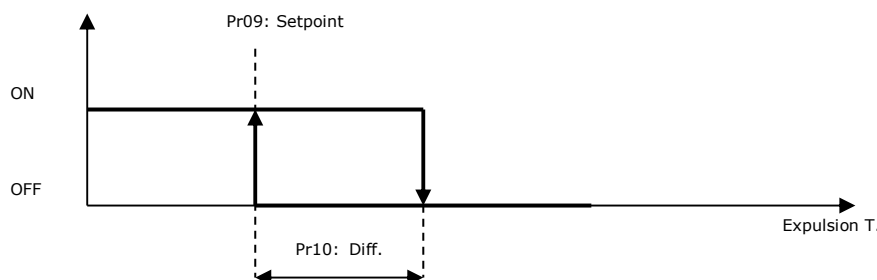 Pr09: Setpoint
ON
OFF
Expulsion T.
Pr10: Diff.